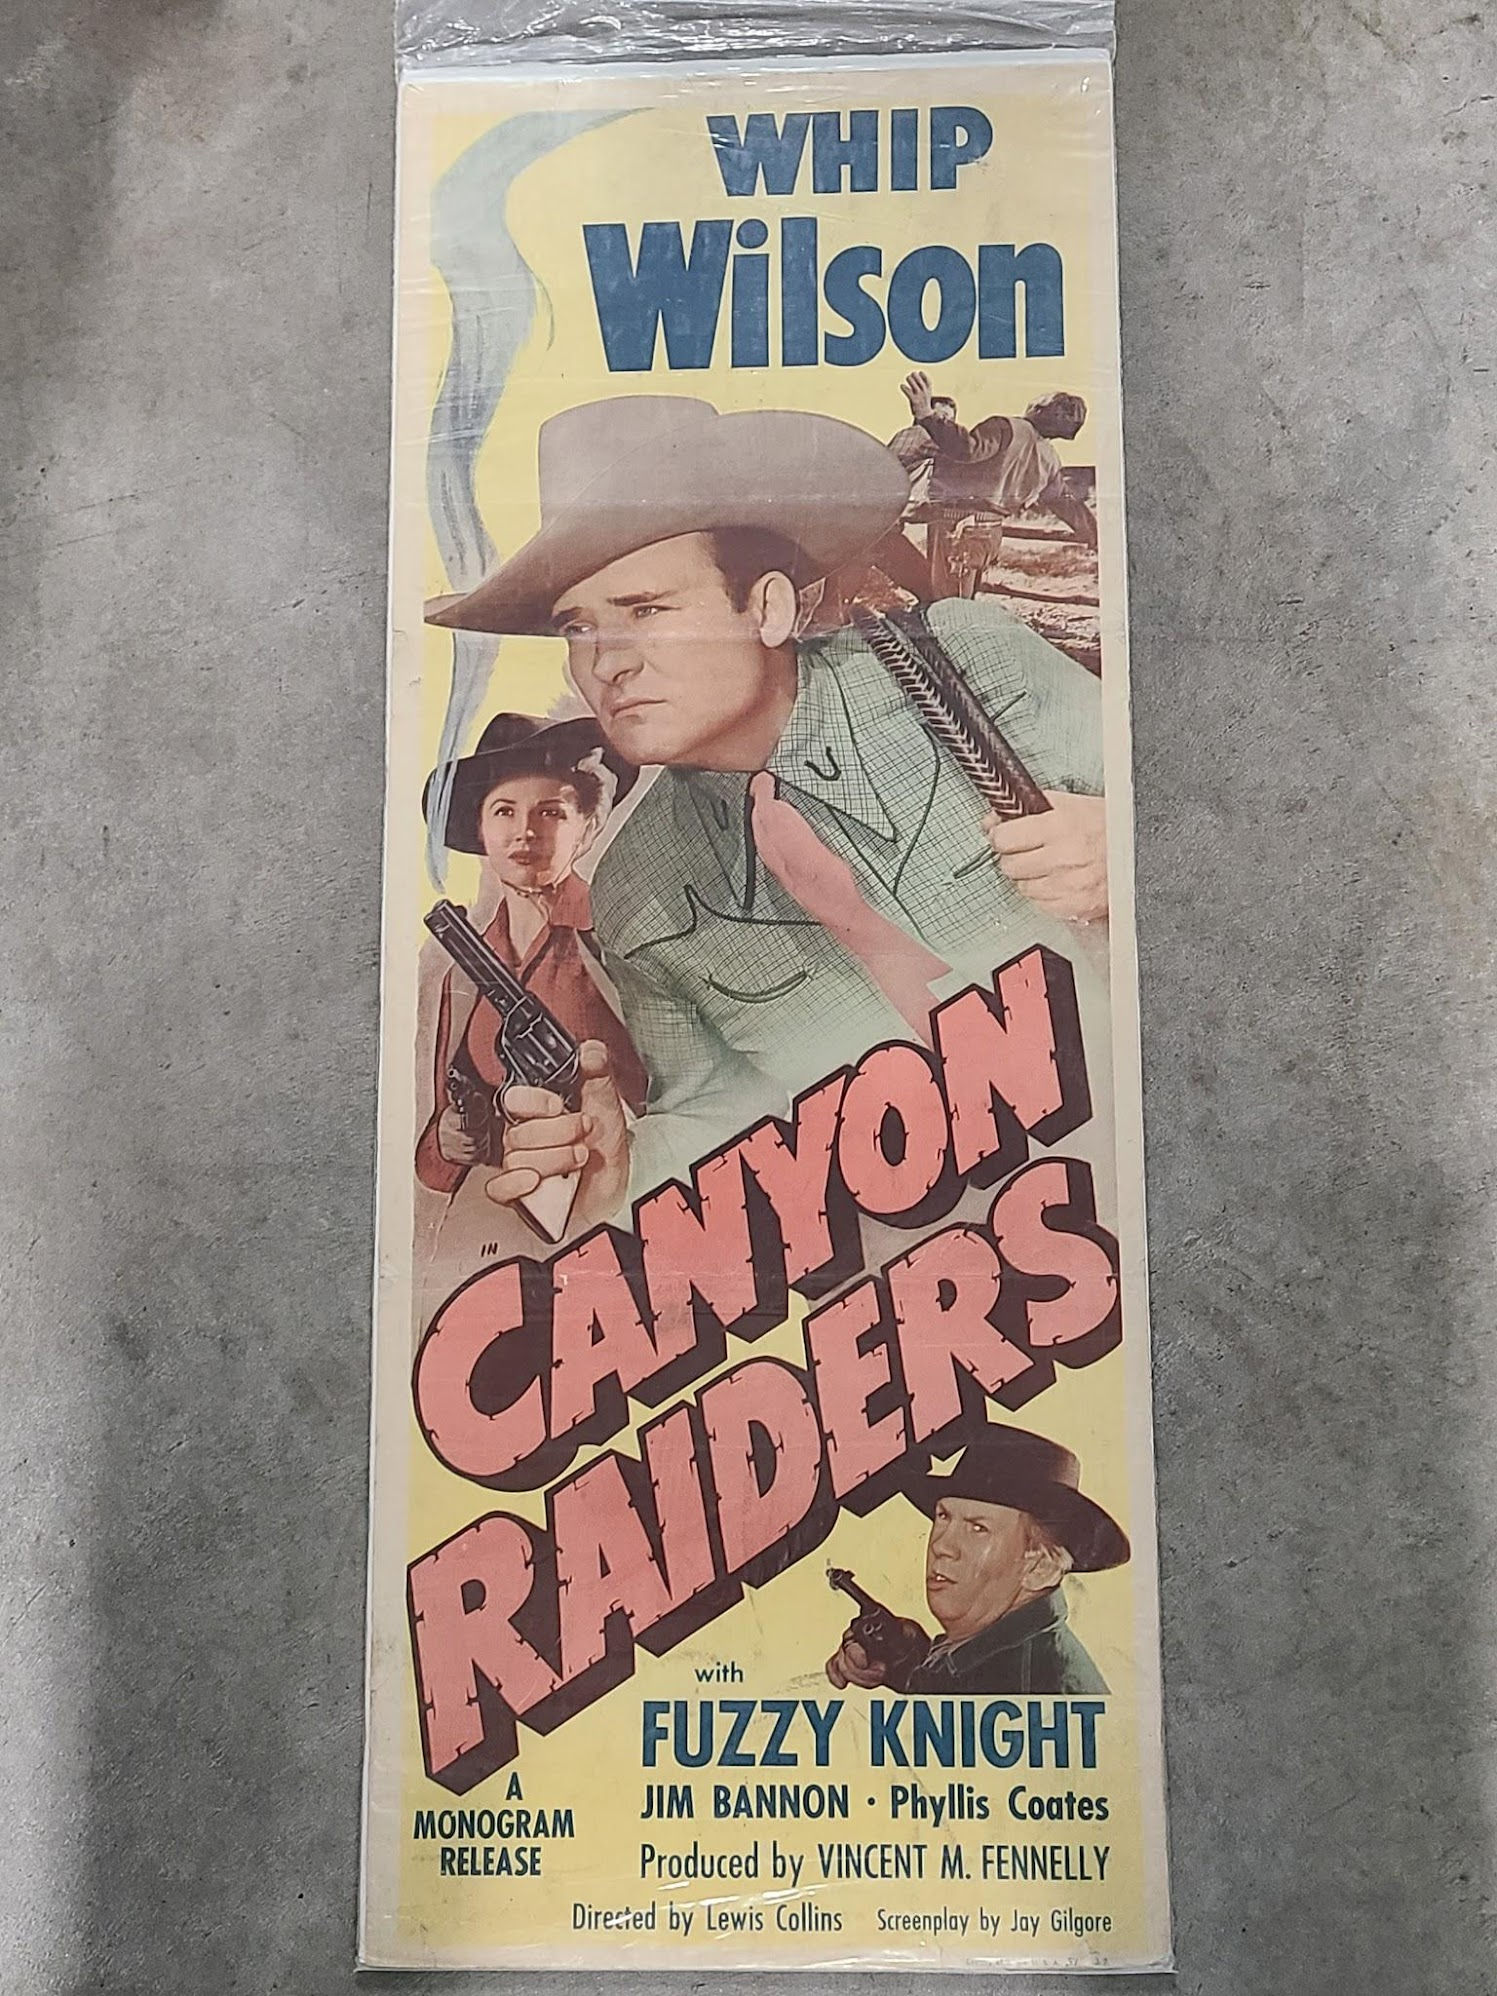 WHIP
Wilson
IN
CANYON
RAIDERS
with
FUZZY KNIGHT
JIM BANNON · Phyllis Coates
A
MONOGRAM
RELEASE
Produced by VINCENT M. FENNELLY
Directed by Lewis Collins Screenplay by Jay Gilgore